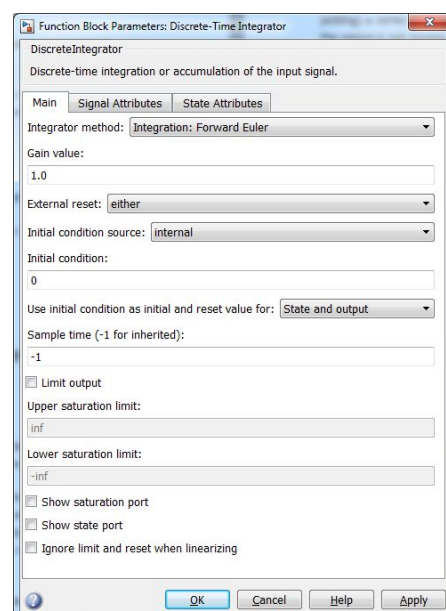 Function Block Parameters: Discrete-Time Integrator
DiscreteIntegrator
Discrete-time integration or accumulation of the input signal.
Main Signal Attributes State Attributes
Integrator method: Integration: Forward Euler
Gain value:
1.0
External reset: either
Initial condition source: internal
Initial condition:
0
Use initial condition as initial and reset value for: State and output
Sample time (-1 for inherited):
-1
Limit output
Upper saturation limit:
inf
Lower saturation limit:
-inf
Show saturation port
Show state port
Ignore limit and reset when linearizing
OK Cancel Help Apply